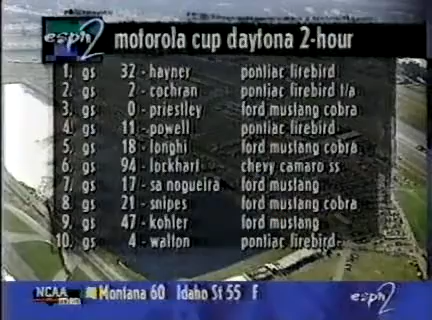 espn2 motorola cup daytona 2-hour
1. gs 32 - hayner pontiac firebird
2. gs 2 - cochran pontiac firebird t/a
3. gs 0 - priestley ford mustang cobra
4. gs 11 - powell pontiac firebird
5. gs 18 - longhi ford mustang cobra
6. gs 94 - lockhart chevy camaro ss
7. gs 17 - sa nogueira ford mustang
8. gs 21 - snipes ford mustang cobra
9. gs 47 - kohler ford mustang
10. gs 4 - walton pontiac firebird
NCAA Montana 60 Idaho St 55 F espn2